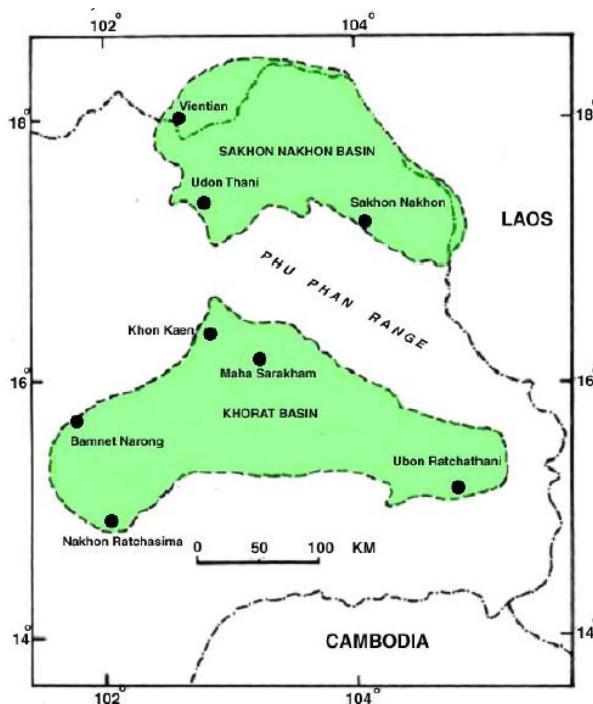 102° 104°
18° 18°
Vientian
SAKHON NAKHON BASIN
Udon Thani
Sakhon Nakhon
LAOS
PHU PHAN RANGE
Khon Kaen
Maha Sarakham
16° 16°
KHORAT BASIN
Bamnet Narong
Ubon Ratchathani
Nakhon Ratchasima
0 50 100 KM
14° 14°
CAMBODIA
102° 104°